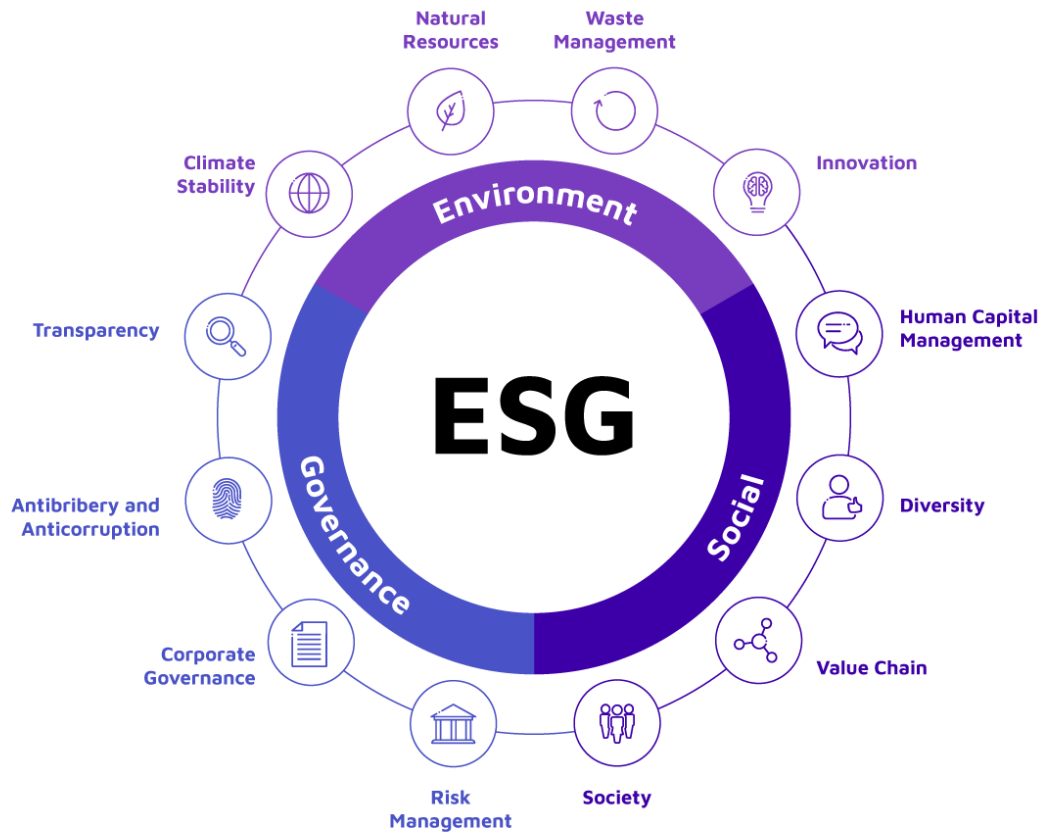 Natural
Resources
Waste
Management
Climate
Stability
Innovation
Environment
Transparency
Human Capital
Management
ESG
Antibribery and
Anticorruption
Governance
Social
Diversity
Corporate
Governance
Value Chain
Risk
Management
Society